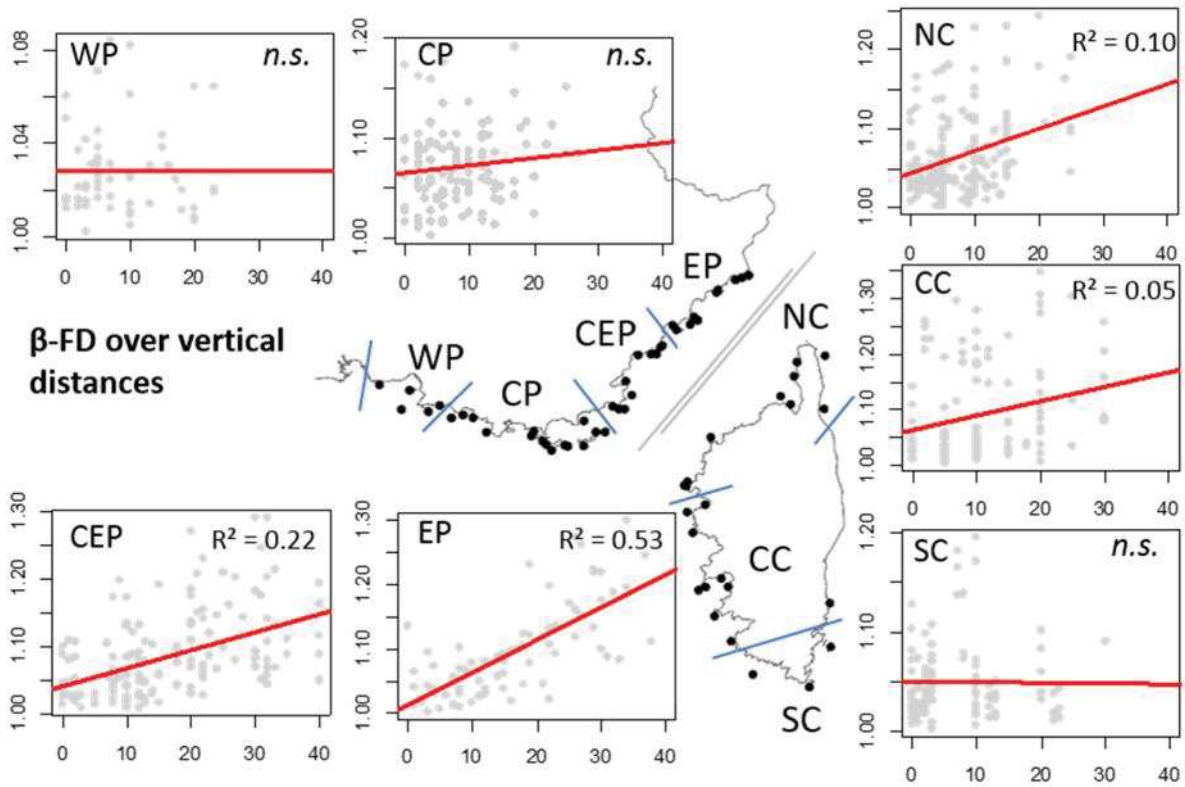 WP
n.s.
1.00
1.04
1.08
0 10 20 30 40
CP
n.s.
1.00
1.10
1.20
0 10 20 30 40
NC
R² = 0.10
1.00
1.10
1.20
0 10 20 30 40
β-FD over vertical
distances
WP
CP
CEP
EP
NC
CC
SC
CC
R² = 0.05
1.00
1.10
1.20
1.30
0 10 20 30 40
CEP
R² = 0.22
1.00
1.10
1.20
1.30
0 10 20 30 40
EP
R² = 0.53
1.00
1.10
1.20
1.30
0 10 20 30 40
SC
n.s.
1.00
1.10
1.20
0 10 20 30 40